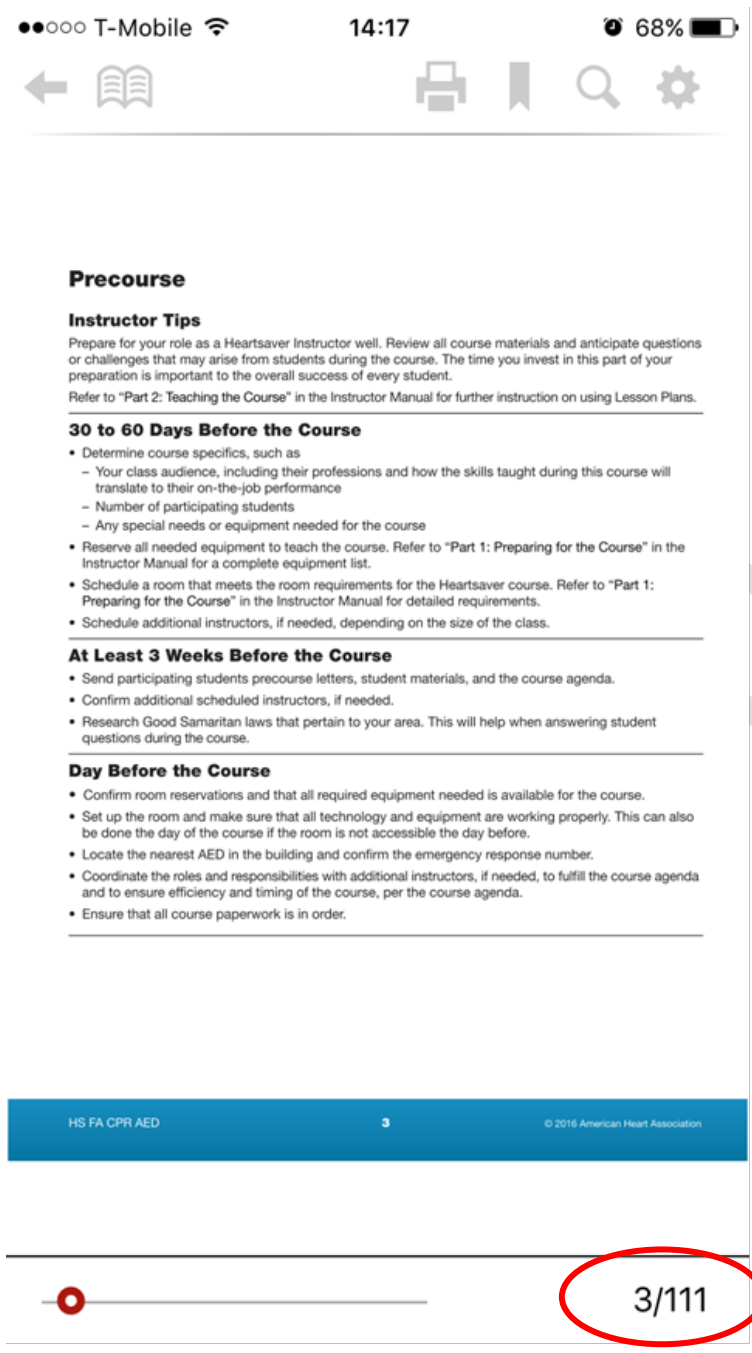 T-Mobile 14:17 68%
Precourse
Instructor Tips
Prepare for your role as a Heartsaver Instructor well. Review all course materials and anticipate questions
or challenges that may arise from students during the course. The time you invest in this part of your
preparation is important to the overall success of every student.
Refer to “Part 2: Teaching the Course” in the Instructor Manual for further instruction on using Lesson Plans.
30 to 60 Days Before the Course
• Determine course specifics, such as
– Your class audience, including their professions and how the skills taught during this course will
translate to their on-the-job performance
– Number of participating students
– Any special needs or equipment needed for the course
• Reserve all needed equipment to teach the course. Refer to “Part 1: Preparing for the Course” in the
Instructor Manual for a complete equipment list.
• Schedule a room that meets the room requirements for the Heartsaver course. Refer to “Part 1:
Preparing for the Course” in the Instructor Manual for detailed requirements.
• Schedule additional instructors, if needed, depending on the size of the class.
At Least 3 Weeks Before the Course
• Send participating students precourse letters, student materials, and the course agenda.
• Confirm additional scheduled instructors, if needed.
• Research Good Samaritan laws that pertain to your area. This will help when answering student
questions during the course.
Day Before the Course
• Confirm room reservations and that all required equipment needed is available for the course.
• Set up the room and make sure that all technology and equipment are working properly. This can also
be done the day of the course if the room is not accessible the day before.
• Locate the nearest AED in the building and confirm the emergency response number.
• Coordinate the roles and responsibilities with additional instructors, if needed, to fulfill the course agenda
and to ensure efficiency and timing of the course, per the course agenda.
• Ensure that all course paperwork is in order.
HS FA CPR AED 3 © 2016 American Heart Association
3/111